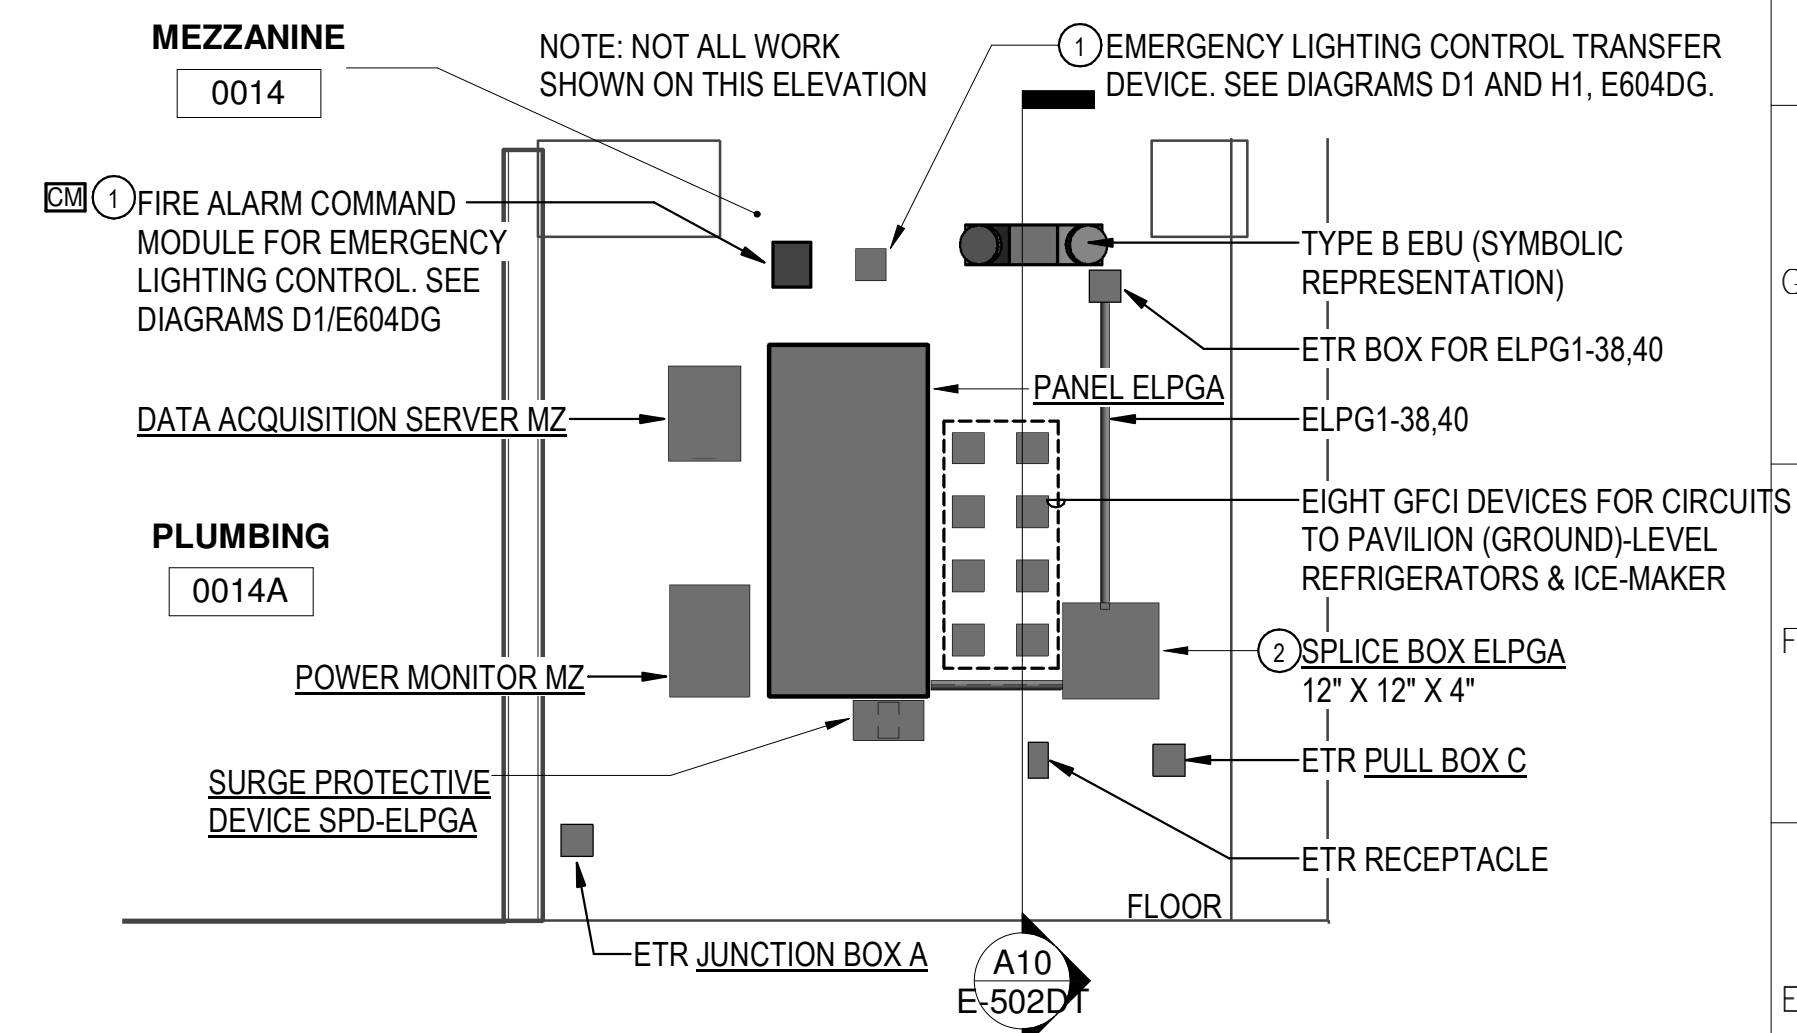 MEZZANINE
0014
NOTE: NOT ALL WORK
SHOWN ON THIS ELEVATION
1
EMERGENCY LIGHTING CONTROL TRANSFER
DEVICE. SEE DIAGRAMS D1 AND H1, E604DG.
CM 1 FIRE ALARM COMMAND
MODULE FOR EMERGENCY
LIGHTING CONTROL. SEE
DIAGRAMS D1/E604DG
TYPE B EBU (SYMBOLIC
REPRESENTATION)
G
ETR BOX FOR ELPG1-38,40
PANEL ELPGA
DATA ACQUISITION SERVER MZ
ELPG1-38,40
EIGHT GFCI DEVICES FOR CIRCUITS
TO PAVILION (GROUND)-LEVEL
REFRIGERATORS & ICE-MAKER
PLUMBING
0014A
F
2 SPLICE BOX ELPGA
12" X 12" X 4"
POWER MONITOR MZ
ETR PULL BOX C
SURGE PROTECTIVE
DEVICE SPD-ELPGA
ETR RECEPTACLE
FLOOR
ETR JUNCTION BOX A
A10
E-502DT
E